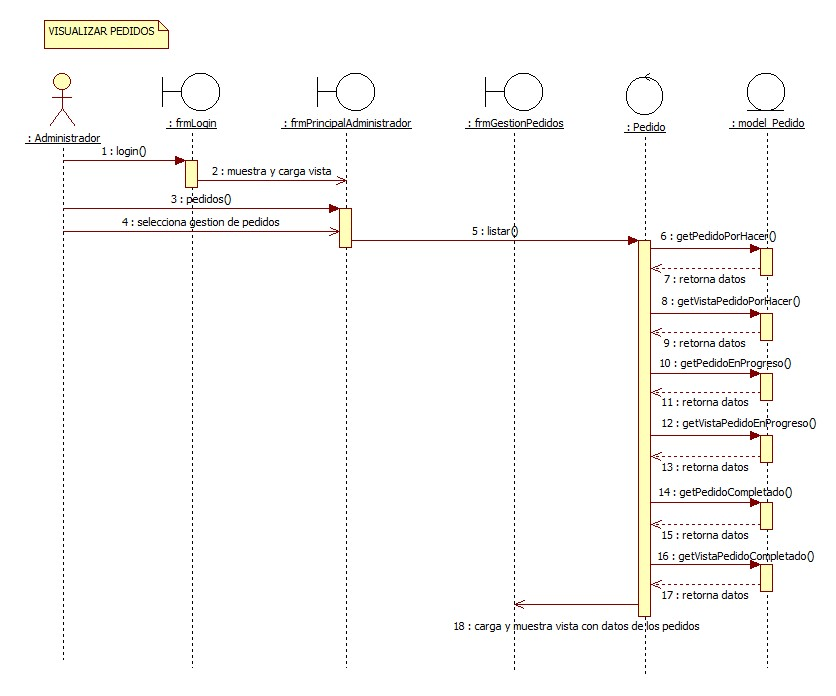 VISUALIZAR PEDIDOS
: Administrador
: frmLogin
: frmPrincipalAdministrador
: frmGestionPedidos
: Pedido
: model_Pedido
1 : login()
2 : muestra y carga vista
3 : pedidos()
4 : selecciona gestion de pedidos
5 : listar()
6 : getPedidoPorHacer()
7 : retorna datos
8 : getVistaPedidoPorHacer()
9 : retorna datos
10 : getPedidoEnProgreso()
11 : retorna datos
12 : getVistaPedidoEnProgreso()
13 : retorna datos
14 : getPedidoCompletado()
15 : retorna datos
16 : getVistaPedidoCompletado()
17 : retorna datos
18 : carga y muestra vista con datos de los pedidos